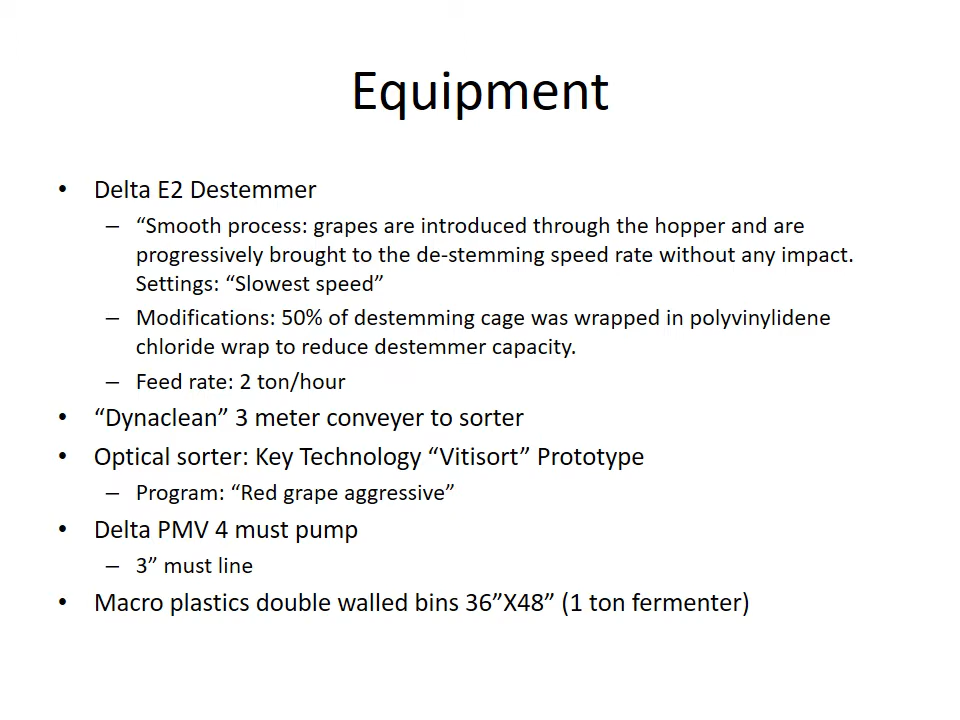 Equipment
• Delta E2 Destemmer
– “Smooth process: grapes are introduced through the hopper and are
progressively brought to the de-stemming speed rate without any impact.
Settings: “Slowest speed”
– Modifications: 50% of destemming cage was wrapped in polyvinylidene
chloride wrap to reduce destemmer capacity.
– Feed rate: 2 ton/hour
• “Dynaclean” 3 meter conveyer to sorter
• Optical sorter: Key Technology “Vitisort” Prototype
– Program: “Red grape aggressive”
• Delta PMV 4 must pump
– 3” must line
• Macro plastics double walled bins 36”X48” (1 ton fermenter)